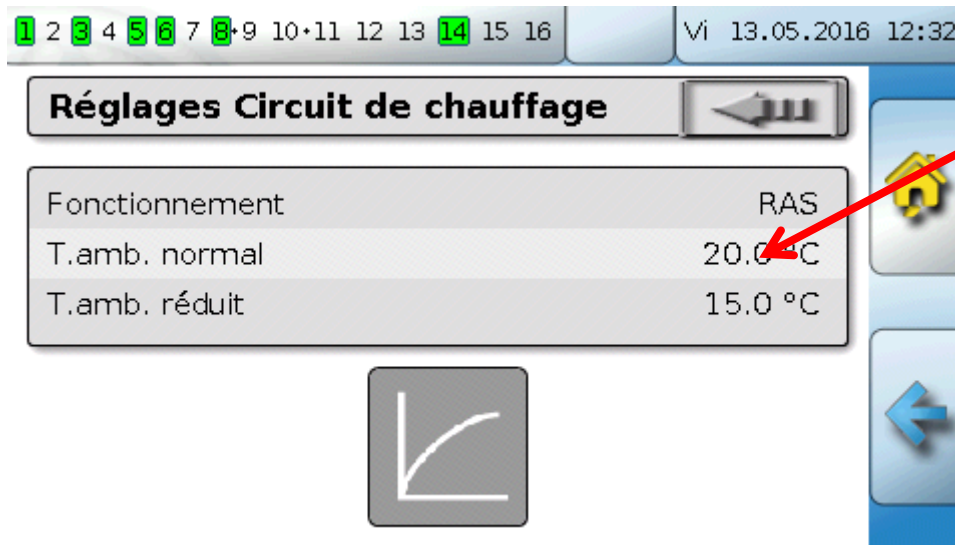 1 2 3 4 5 6 7 8•9 10•11 12 13 14 15 16 Vi 13.05.2016 12:32
Réglages Circuit de chauffage
Fonctionnement RAS
T.amb. normal 20.0 °C
T.amb. réduit 15.0 °C